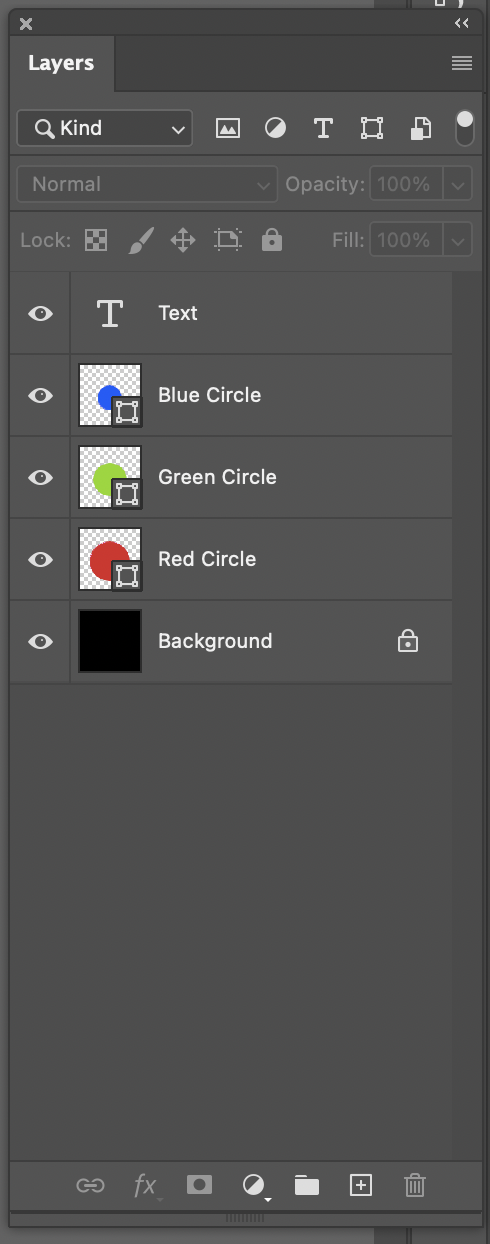 Layers
Kind
Normal Opacity: 100%
Lock: Fill: 100%
T Text
Blue Circle
Green Circle
Red Circle
Background
fx